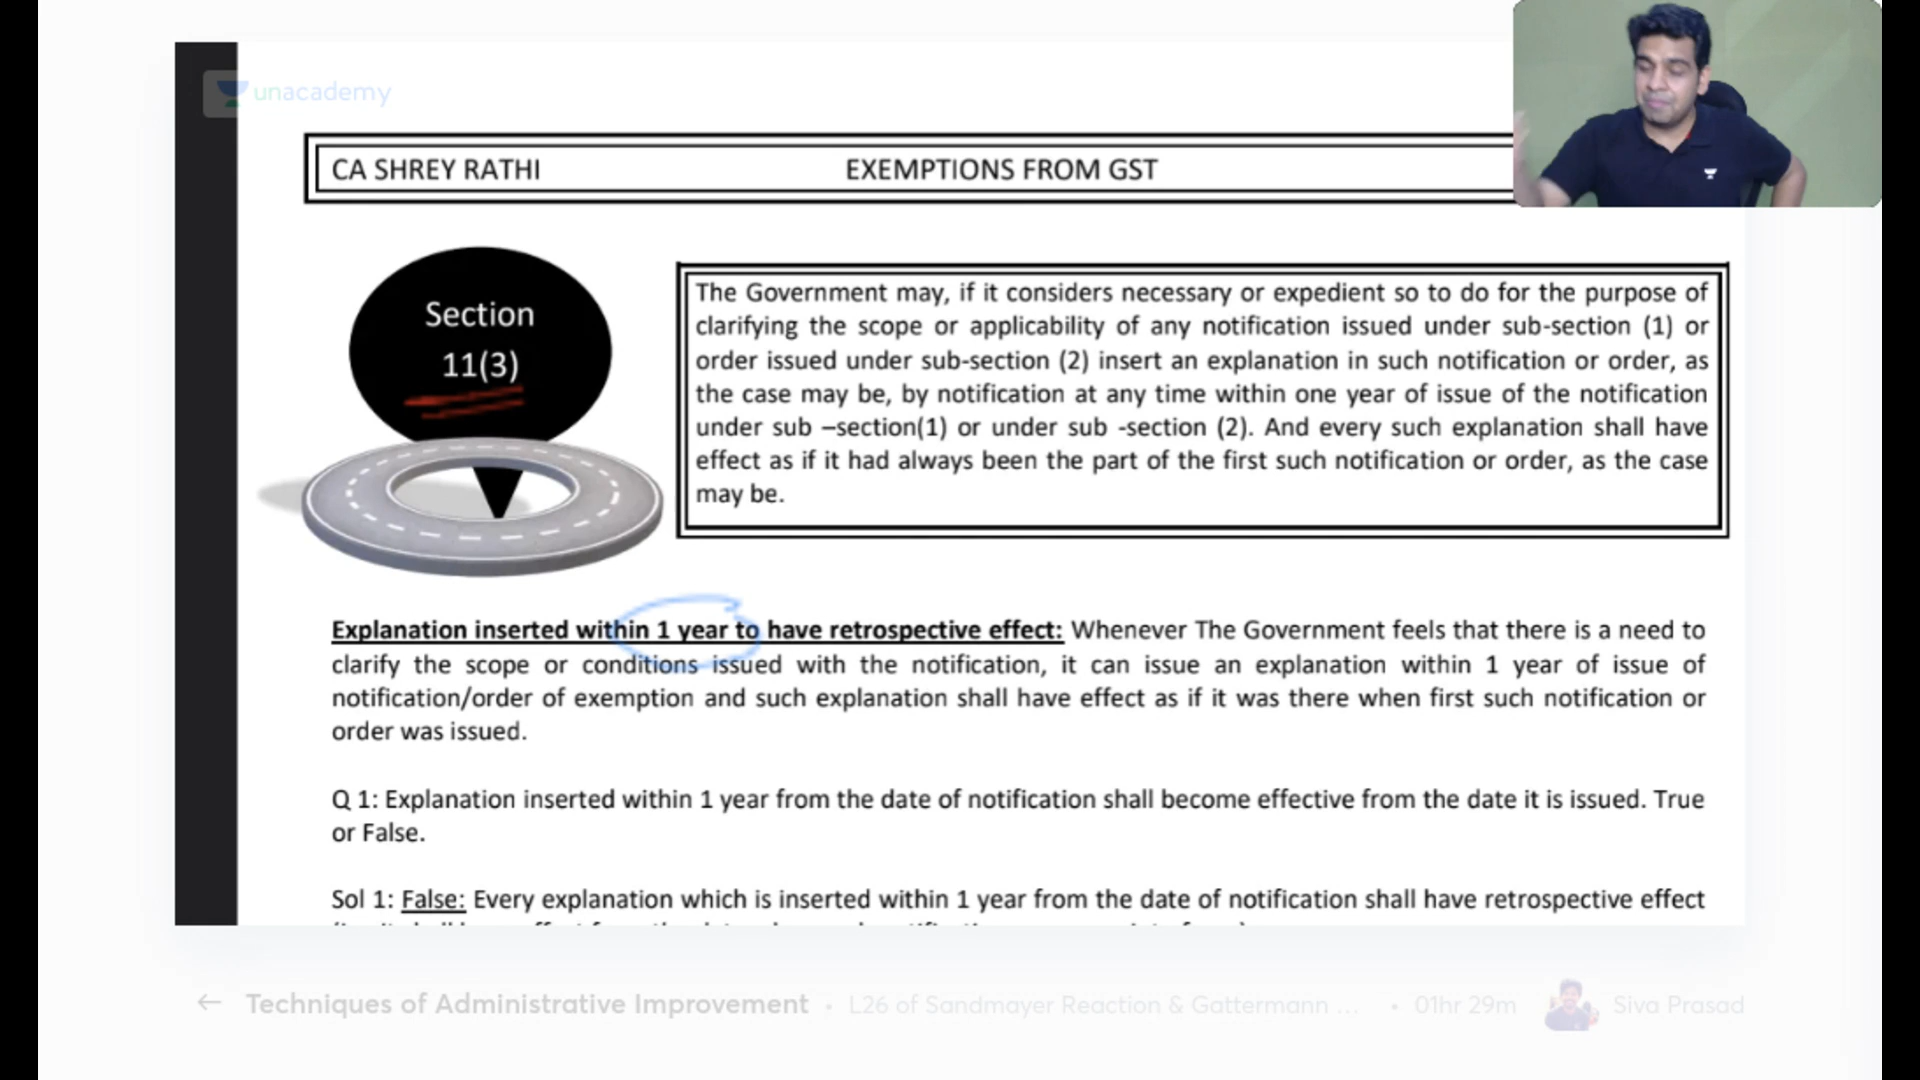 unacademy
CA SHREY RATHI EXEMPTIONS FROM GST
Section
11(3)
The Government may, if it considers necessary or expedient so to do for the purpose of
clarifying the scope or applicability of any notification issued under sub-section (1) or
order issued under sub-section (2) insert an explanation in such notification or order, as
the case may be, by notification at any time within one year of issue of the notification
under sub –section(1) or under sub -section (2). And every such explanation shall have
effect as if it had always been the part of the first such notification or order, as the case
may be.
Explanation inserted within 1 year to have retrospective effect: Whenever The Government feels that there is a need to
clarify the scope or conditions issued with the notification, it can issue an explanation within 1 year of issue of
notification/order of exemption and such explanation shall have effect as if it was there when first such notification or
order was issued.
Q 1: Explanation inserted within 1 year from the date of notification shall become effective from the date it is issued. True
or False.
Sol 1: False: Every explanation which is inserted within 1 year from the date of notification shall have retrospective effect
Techniques of Administrative Improvement • L26 of Sandmayer Reaction & Gattermann ... • 01hr 29m Siva Prasad